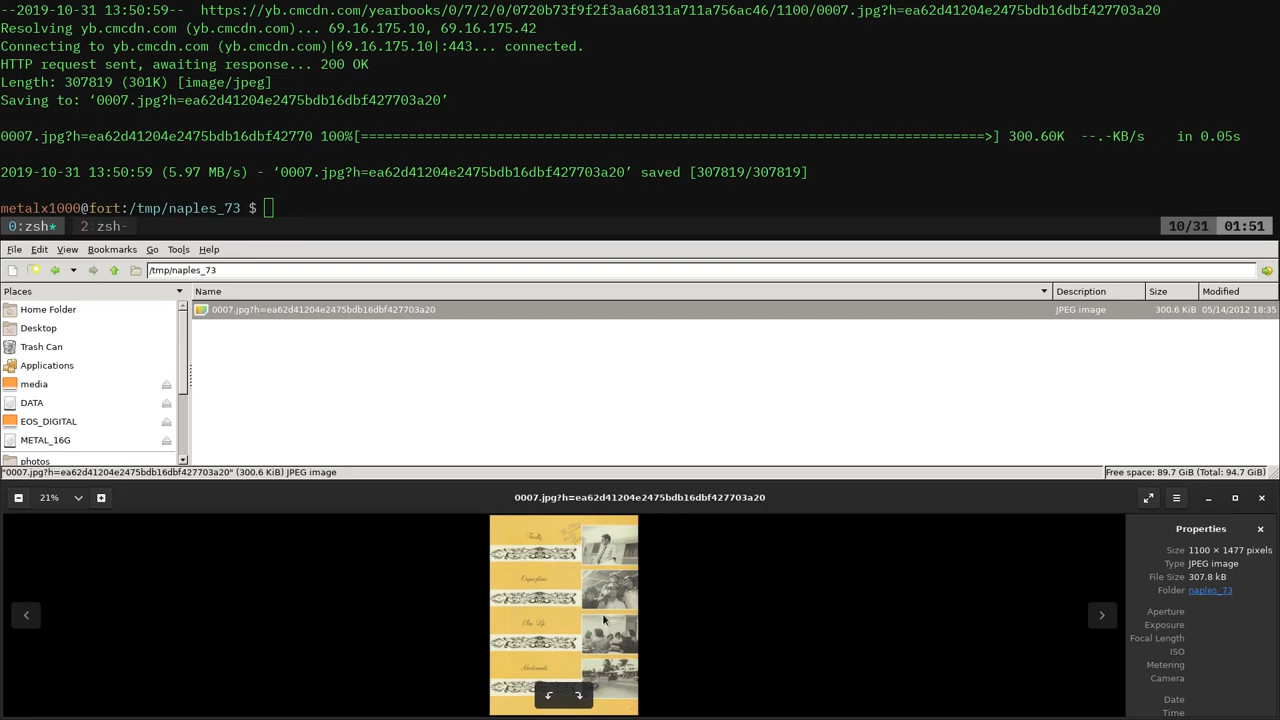 --2019-10-31 13:50:59--  https://yb.cmcdn.com/yearbooks/0/7/2/0/0720b73f9f2f3aa68131a711a756ac46/1100/0007.jpg?h=ea62d41204e2475bdb16dbf427703a20
Resolving yb.cmcdn.com (yb.cmcdn.com)... 69.16.175.10, 69.16.175.42
Connecting to yb.cmcdn.com (yb.cmcdn.com)|69.16.175.10|:443... connected.
HTTP request sent, awaiting response... 200 OK
Length: 307819 (301K) [image/jpeg]
Saving to: ‘0007.jpg?h=ea62d41204e2475bdb16dbf427703a20’
0007.jpg?h=ea62d41204e2475bdb16dbf42770 100%[==============================================================================>] 300.60K  --.-KB/s    in 0.05s
2019-10-31 13:50:59 (5.97 MB/s) - ‘0007.jpg?h=ea62d41204e2475bdb16dbf427703a20’ saved [307819/307819]
metalx1000@fort:/tmp/naples_73 $
0:zsh* 2 zsh- 10/31 01:51
File Edit View Bookmarks Go Tools Help
/tmp/naples_73
Places Name Description Size Modified
Home Folder 0007.jpg?h=ea62d41204e2475bdb16dbf427703a20 JPEG image 300.6 KiB 05/14/2012 18:35
Desktop
Trash Can
Applications
media
DATA
EOS_DIGITAL
METAL_16G
photos
"0007.jpg?h=ea62d41204e2475bdb16dbf427703a20" (300.6 KiB) JPEG image Free space: 89.7 GiB (Total: 94.7 GiB)
21% 0007.jpg?h=ea62d41204e2475bdb16dbf427703a20
Properties
Size 1100 × 1477 pixels
Type JPEG image
File Size 307.8 kB
Folder naples_73
Aperture
Exposure
Focal Length
ISO
Metering
Camera
Date
Time
Faculty
Organizations